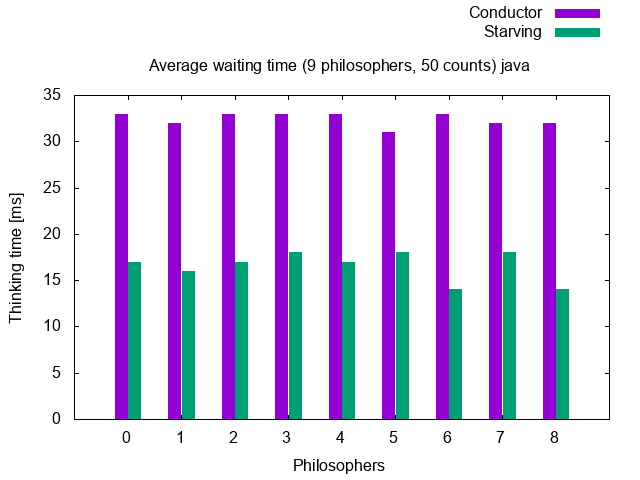 Conductor
Starving
Average waiting time (9 philosophers, 50 counts) java
35
30
25
20
15
10
5
0
Thinking time [ms]
0 1 2 3 4 5 6 7 8
Philosophers